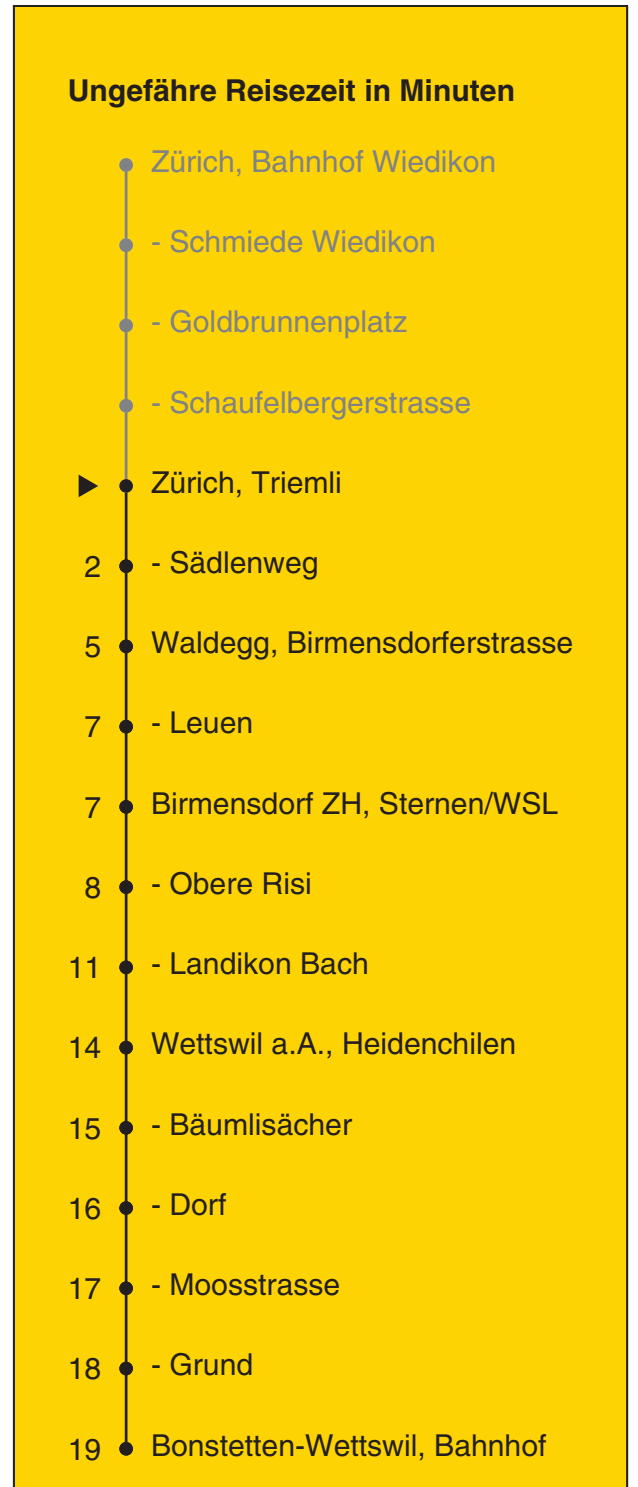 Ungefähre Reisezeit in Minuten
Zürich, Bahnhof Wiedikon
- Schmiede Wiedikon
- Goldbrunnenplatz
- Schaufelbergerstrasse
Zürich, Triemli
2 - Sädlenweg
5 Waldegg, Birmensdorferstrasse
7 - Leuen
7 Birmensdorf ZH, Sternen/WSL
8 - Obere Risi
11 - Landikon Bach
14 Wettswil a.A., Heidenchilen
15 - Bäumlisächer
16 - Dorf
17 - Moosstrasse
18 - Grund
19 Bonstetten-Wettswil, Bahnhof